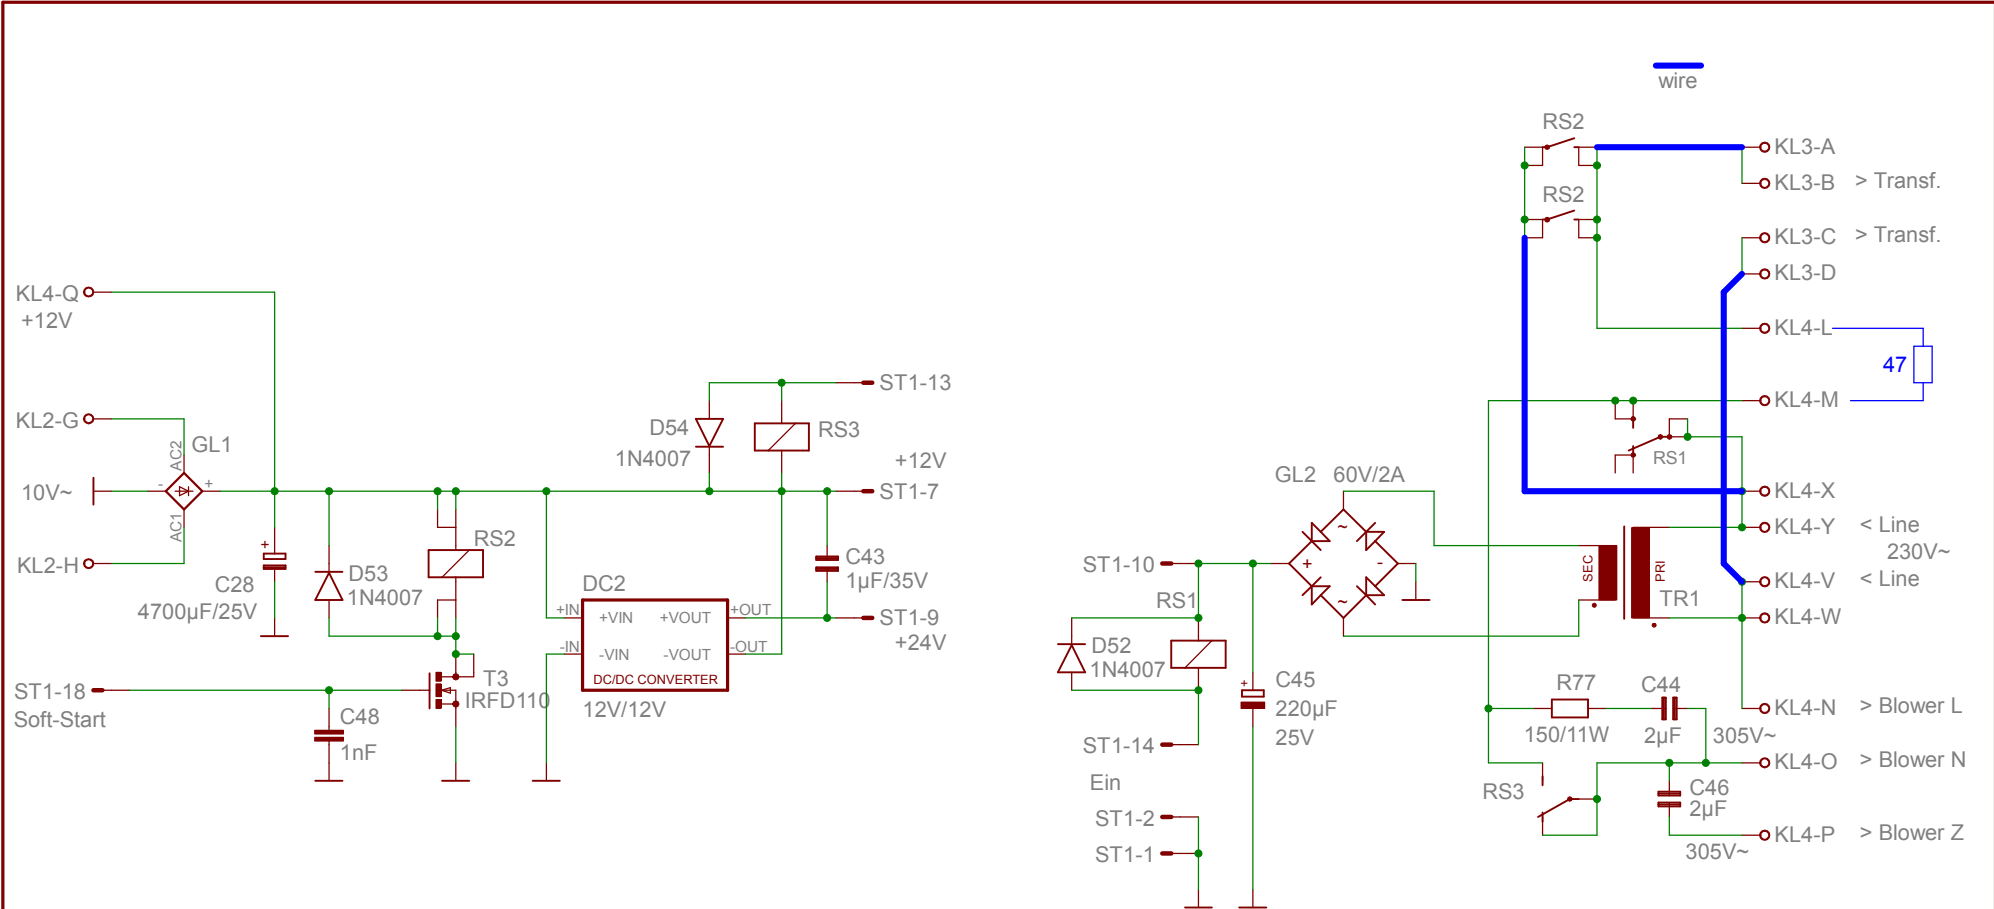 wire
RS2
KL3-A
KL3-B > Transf.
RS2
KL3-C > Transf.
KL3-D
KL4-Q
+12V
KL4-L
47
ST1-13
KL4-M
KL2-G
AC2
GL1
D54
1N4007
RS3
RS1
+12V
GL2 60V/2A
10V~
-
+
ST1-7
~
KL4-X
AC1
RS2
KL4-Y < Line
230V~
KL2-H
+
C28
4700µF/25V
D53
1N4007
C43
1µF/35V
ST1-10
+
-
SEC
PRI
KL4-V < Line
DC2
RS1
~
TR1
+IN
+VIN
+VOUT
+OUT
ST1-9
+24V
KL4-W
-IN
-VIN
-VOUT
-OUT
D52
1N4007
DC/DC CONVERTER
12V/12V
ST1-18
Soft-Start
T3
IRFD110
+
C45
220µF
25V
R77
150/11W
C44
2µF
305V~
KL4-N > Blower L
C48
1nF
ST1-14
Ein
KL4-O > Blower N
RS3
C46
2µF
ST1-2
ST1-1
305V~
KL4-P > Blower Z